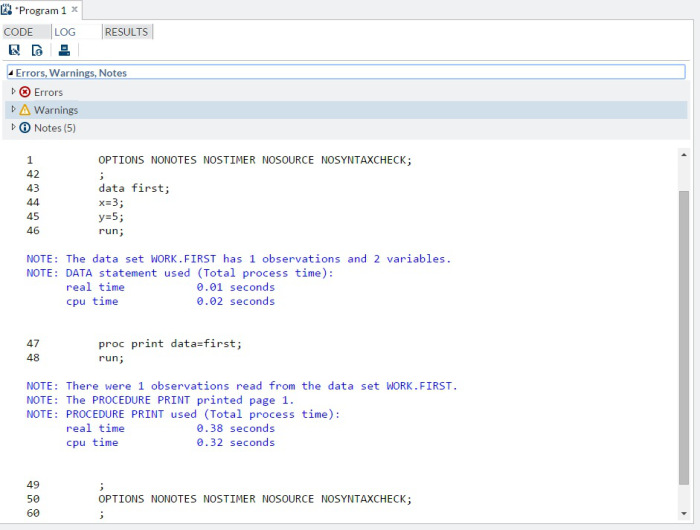 *Program 1 ×
CODE LOG RESULTS
Errors, Warnings, Notes
Errors
Warnings
Notes (5)
1 OPTIONS NONOTES NOSTIMER NOSOURCE NOSYNTAXCHECK;
42 ;
43 data first;
44 x=3;
45 y=5;
46 run;
NOTE: The data set WORK.FIRST has 1 observations and 2 variables.
NOTE: DATA statement used (Total process time):
real time 0.01 seconds
cpu time 0.02 seconds
47 proc print data=first;
48 run;
NOTE: There were 1 observations read from the data set WORK.FIRST.
NOTE: The PROCEDURE PRINT printed page 1.
NOTE: PROCEDURE PRINT used (Total process time):
real time 0.38 seconds
cpu time 0.32 seconds
49 ;
50 OPTIONS NONOTES NOSTIMER NOSOURCE NOSYNTAXCHECK;
60 ;